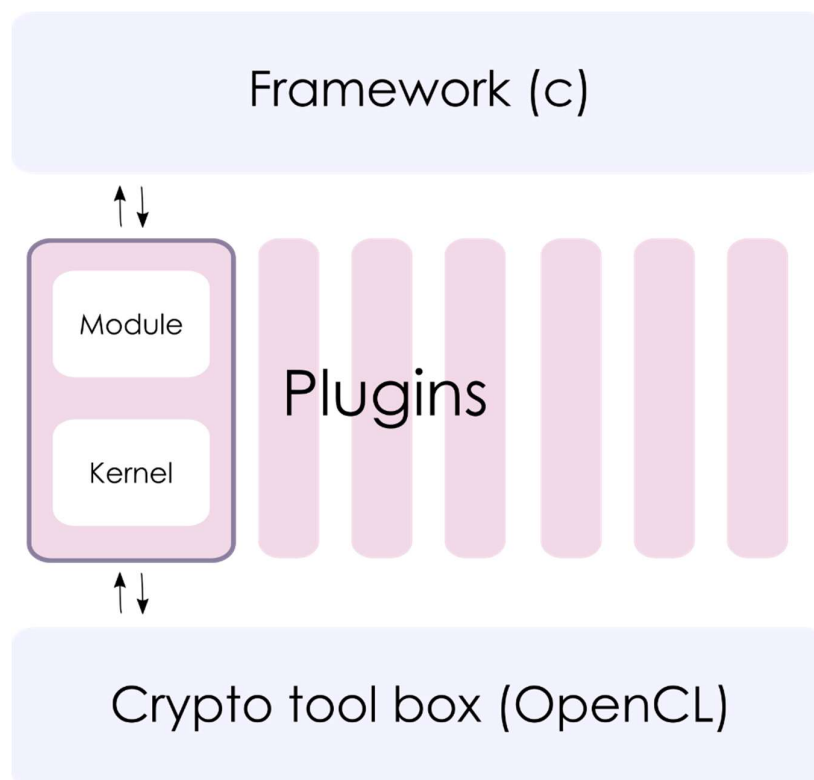 Framework (c)
Module
Plugins
Kernel
Crypto tool box (OpenCL)